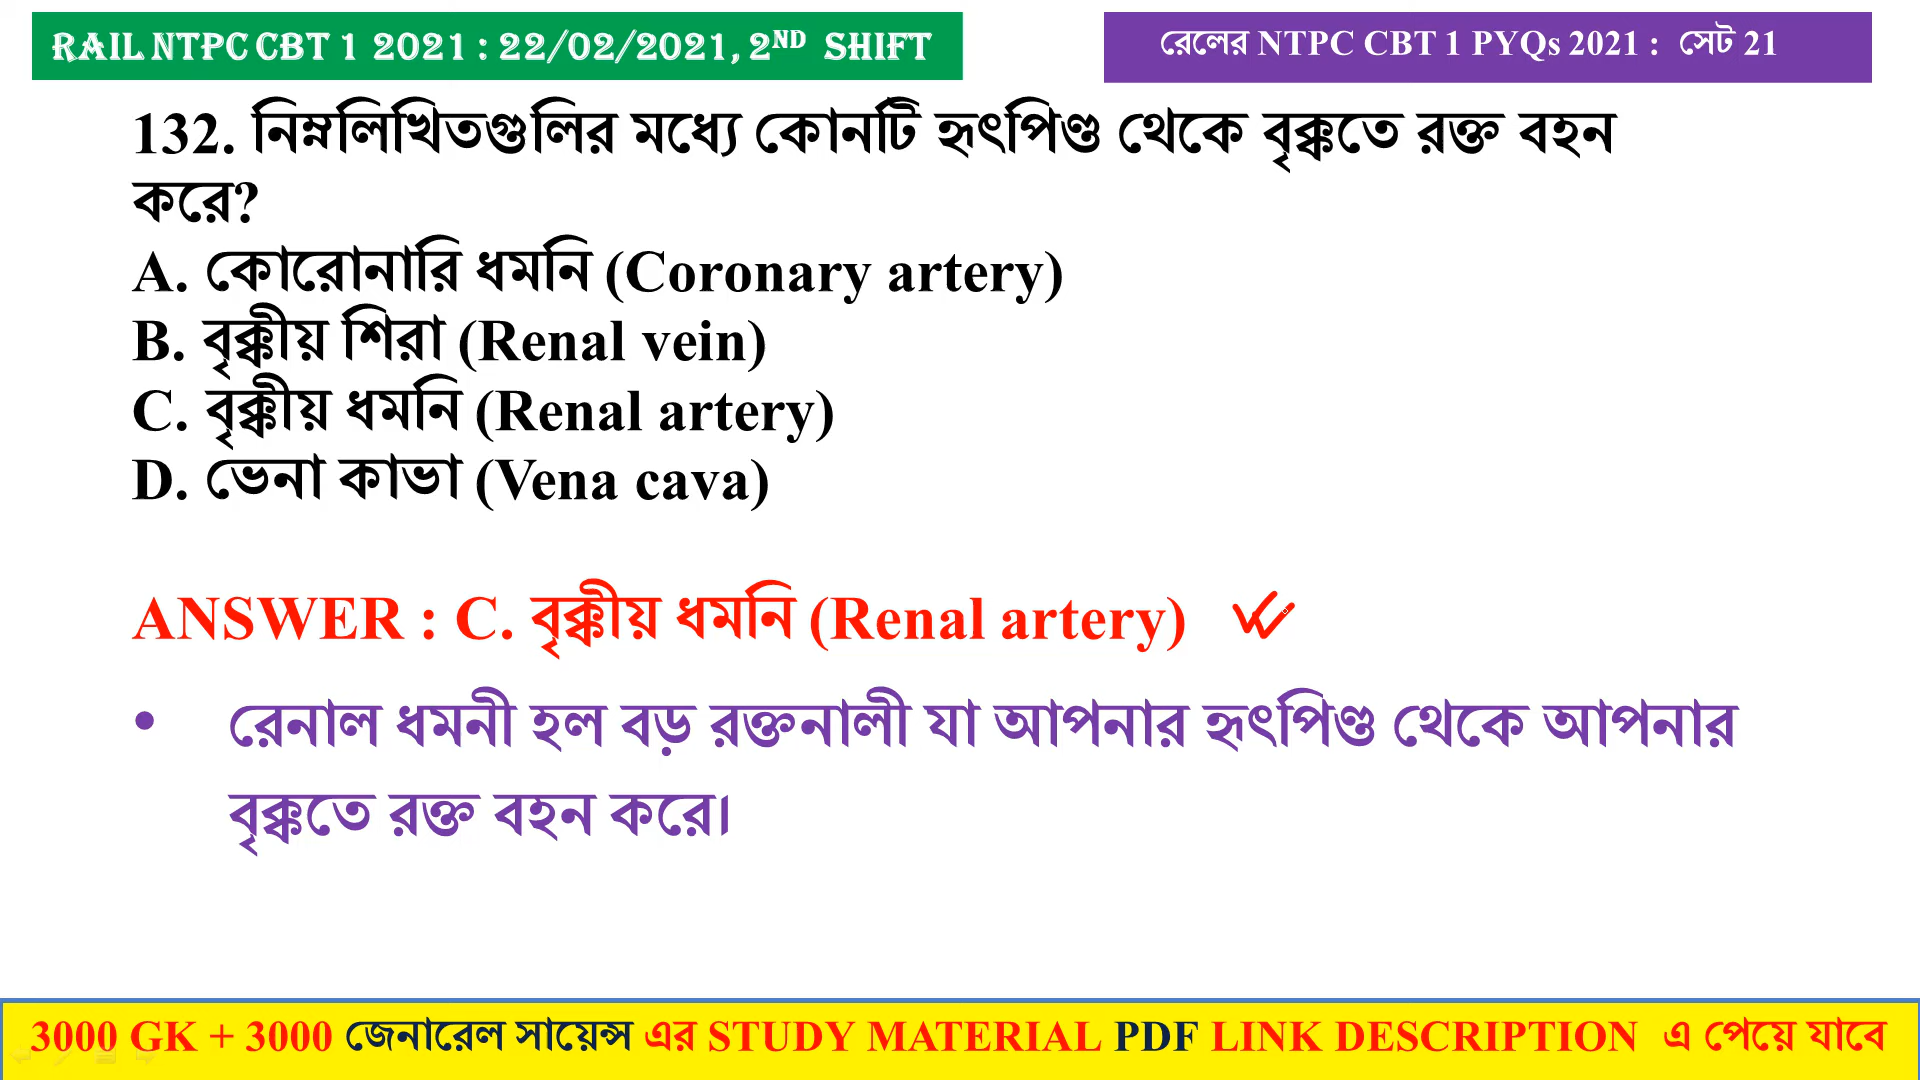 RAIL NTPC CBT 1 2021 : 22/02/2021, 2ND SHIFT
রেলের NTPC CBT 1 PYQs 2021 : সেট 21
132. নিম্নলিখিতগুলির মধ্যে কোনটি হৃৎপিণ্ড থেকে বৃক্কতে রক্ত বহন
করে?
A. কোরোনারি ধমনি (Coronary artery)
B. বৃক্কীয় শিরা (Renal vein)
C. বৃক্কীয় ধমনি (Renal artery)
D. ভেনা কাভা (Vena cava)
ANSWER : C. বৃক্কীয় ধমনি (Renal artery)
• রেনাল ধমনী হল বড় রক্তনালী যা আপনার হৃৎপিণ্ড থেকে আপনার
বৃক্কতে রক্ত বহন করে।
3000 GK + 3000 জেনারেল সায়েন্স এর STUDY MATERIAL PDF LINK DESCRIPTION এ পেয়ে যাবে